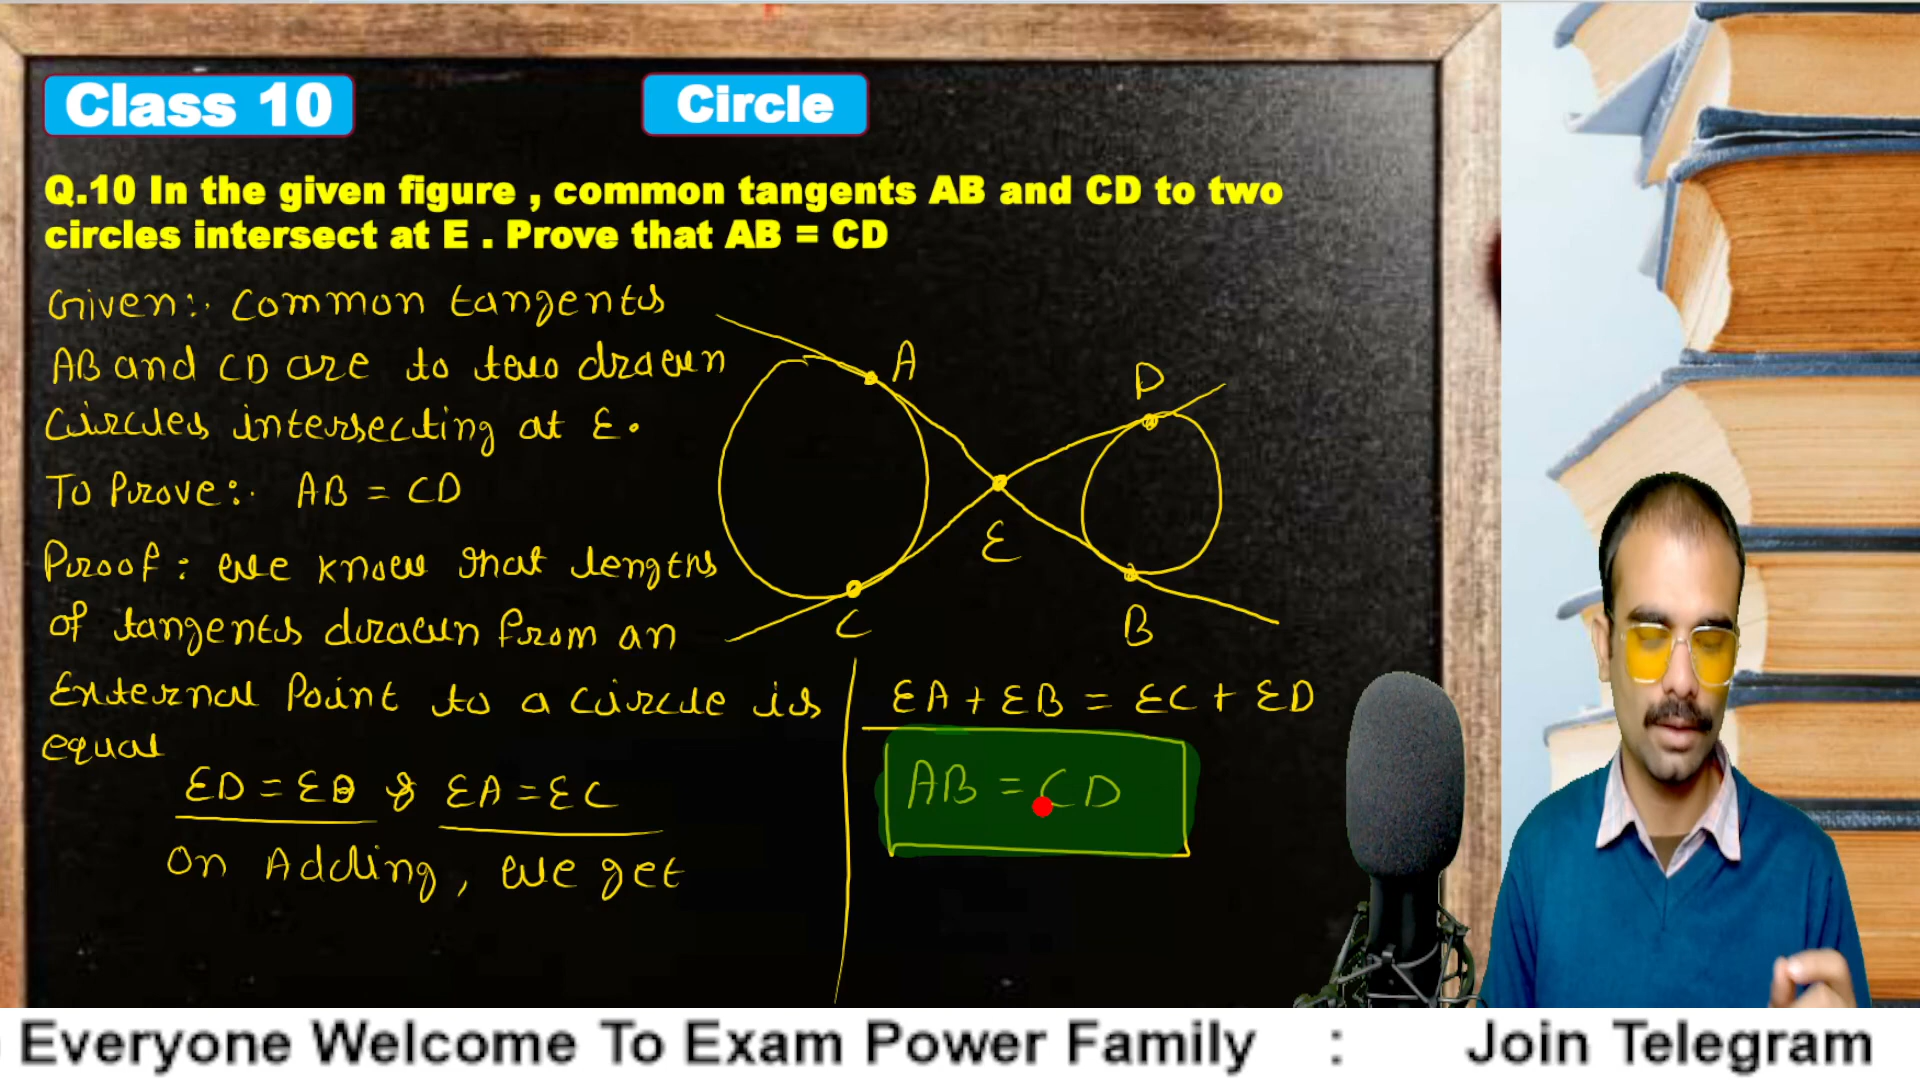 Class 10
Circle
Q.10 In the given figure , common tangents AB and CD to two
circles intersect at E . Prove that AB = CD
Given:. Common tangents
AB and CD are to two drawn
Circles intersecting at E.
To Prove:. AB = CD
Proof : we know that lengths
of tangents drawn from an
External Point to a circle is
equal
ED = EB & EA = EC
On Adding, we get
A
D
E
C
B
EA + EB = EC + ED
AB = CD
Everyone Welcome To Exam Power Family : Join Telegram